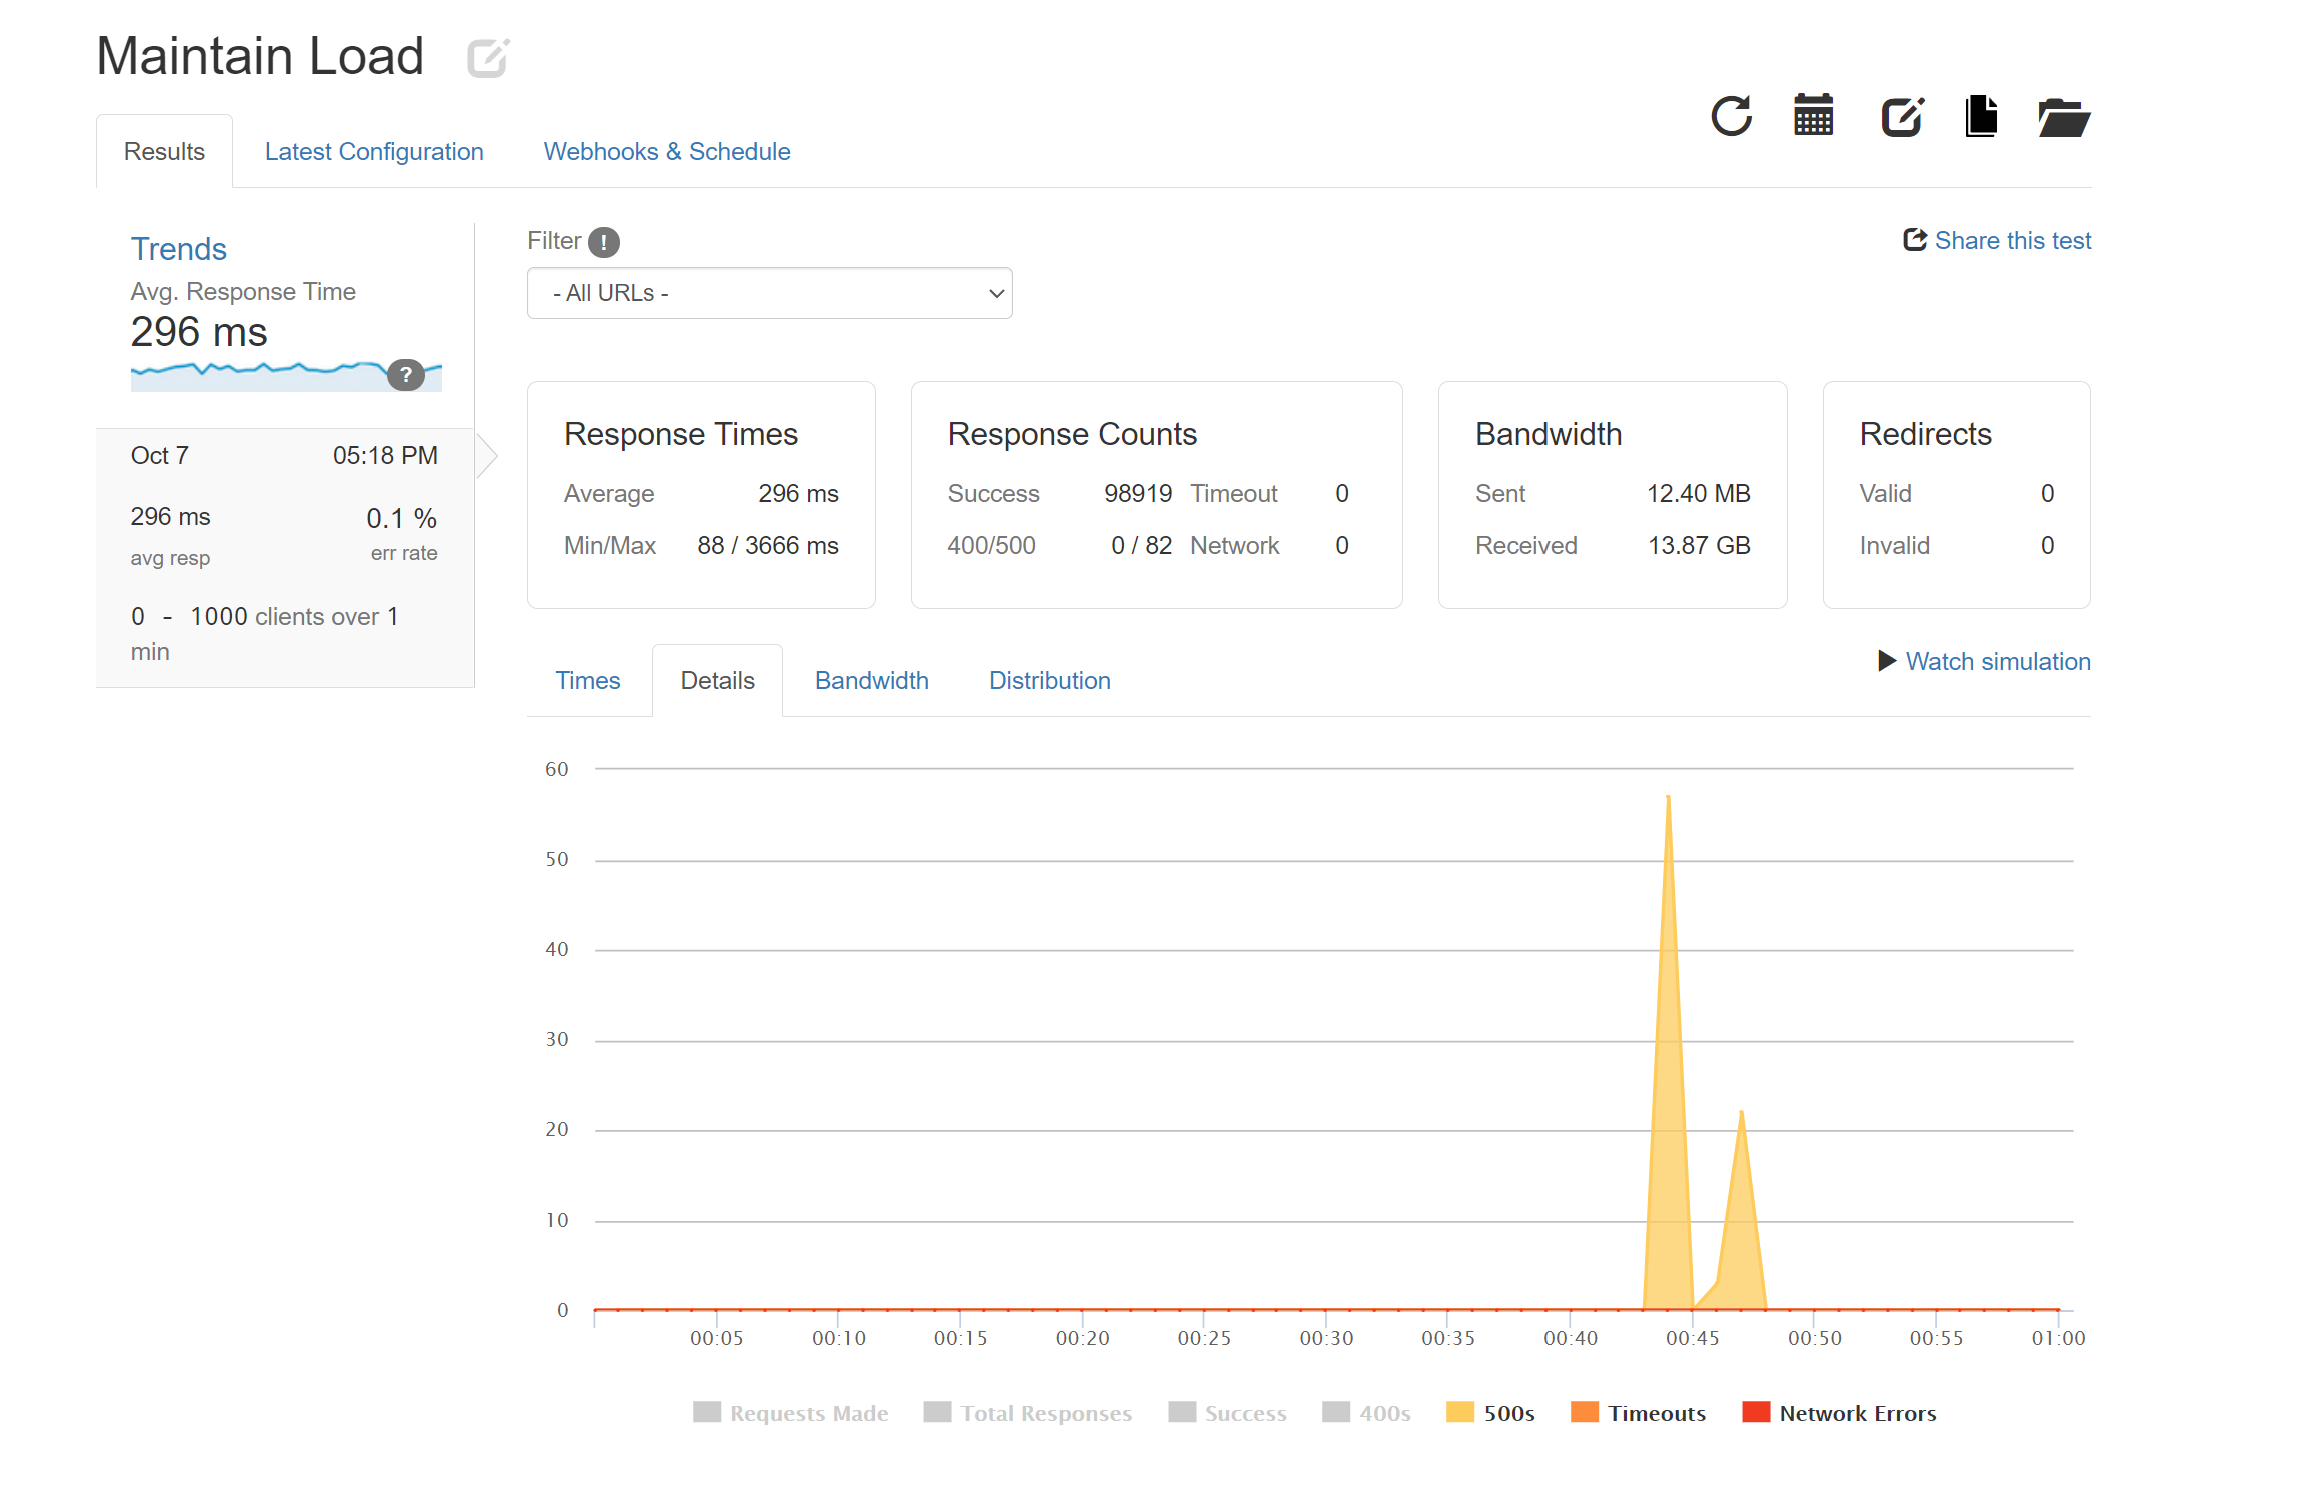 Maintain Load
Results
Latest Configuration
Webhooks & Schedule
Trends
Avg. Response Time
296 ms
?
Oct 7 05:18 PM
296 ms 0.1 %
avg resp err rate
0 - 1000 clients over 1
min
Filter !
Share this test
- All URLs -
Response Times
Average 296 ms
Min/Max 88 / 3666 ms
Response Counts
Success 98919 Timeout 0
400/500 0 / 82 Network 0
Bandwidth
Sent 12.40 MB
Received 13.87 GB
Redirects
Valid 0
Invalid 0
Times Details Bandwidth Distribution
Watch simulation
60
50
40
30
20
10
0
00:05 00:10 00:15 00:20 00:25 00:30 00:35 00:40 00:45 00:50 00:55 01:00
Requests Made Total Responses Success 400s 500s Timeouts Network Errors